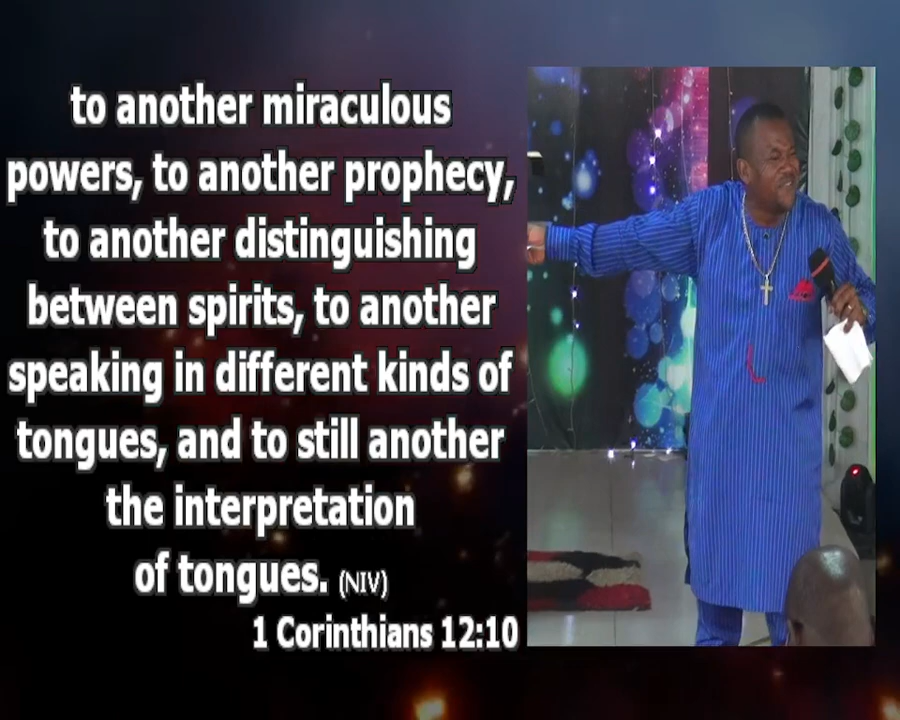 to another miraculous
powers, to another prophecy,
to another distinguishing
between spirits, to another
speaking in different kinds of
tongues, and to still another
the interpretation
of tongues. (NIV)
1 Corinthians 12:10